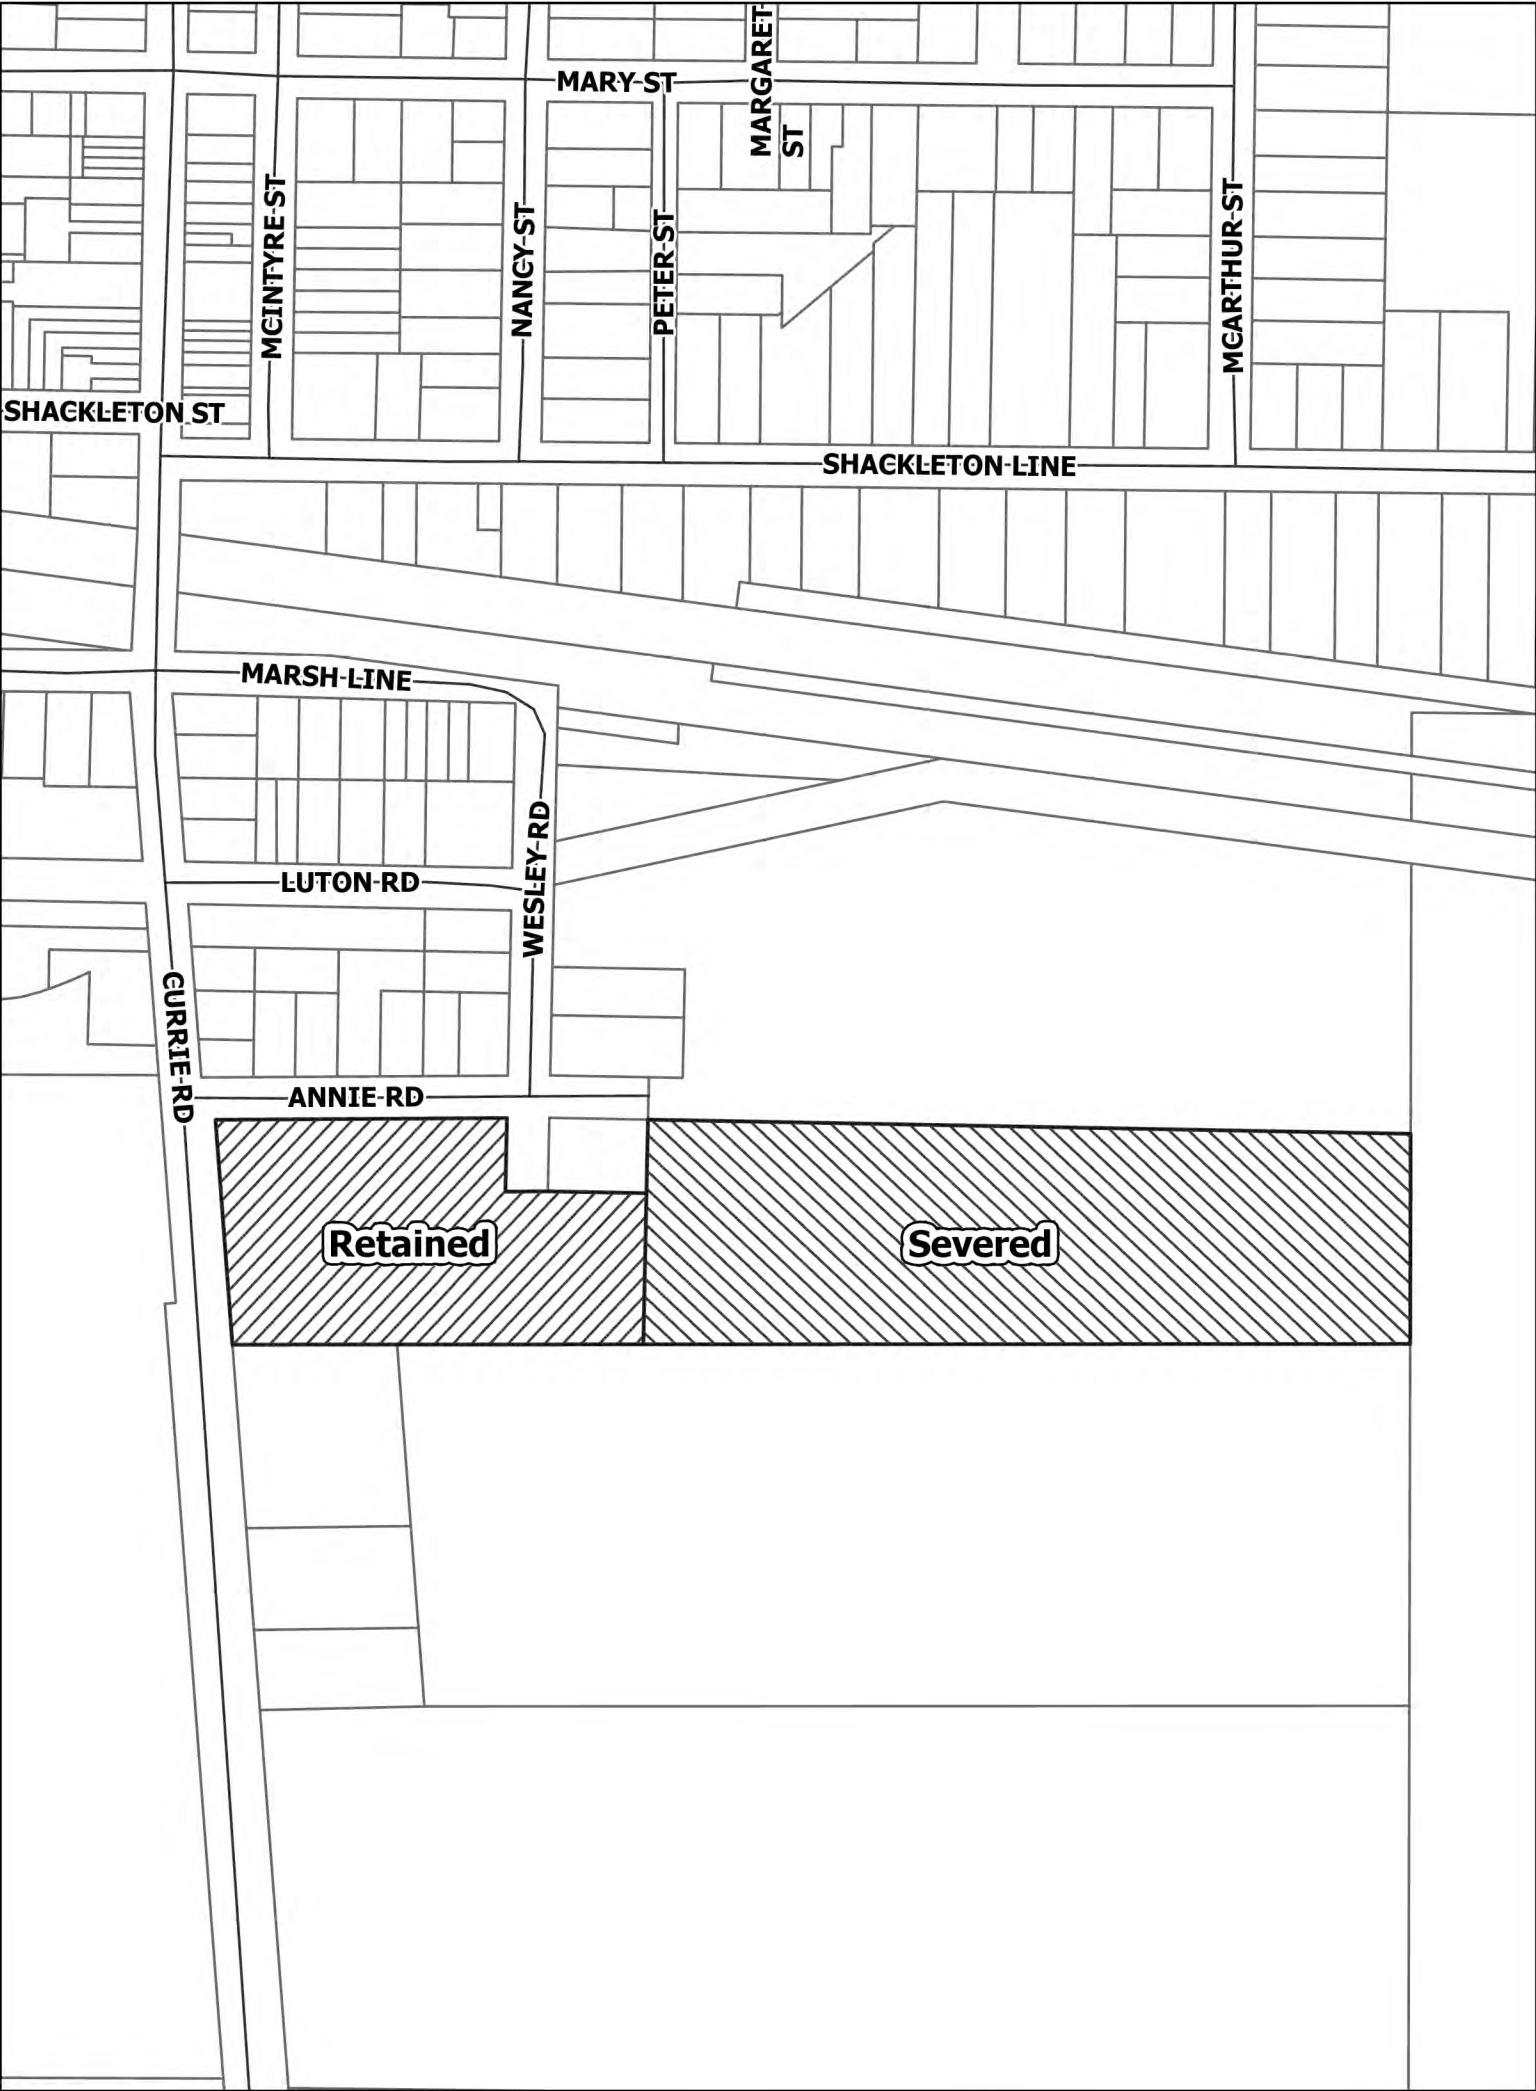 MARGARET
ST
MARY ST
MCINTYRE ST
NANCY ST
PETER ST
MCARTHUR ST
SHACKLETON ST
SHACKLETON LINE
MARSH LINE
WESLEY RD
LUTON RD
CURRIE RD
ANNIE RD
Retained
Severed